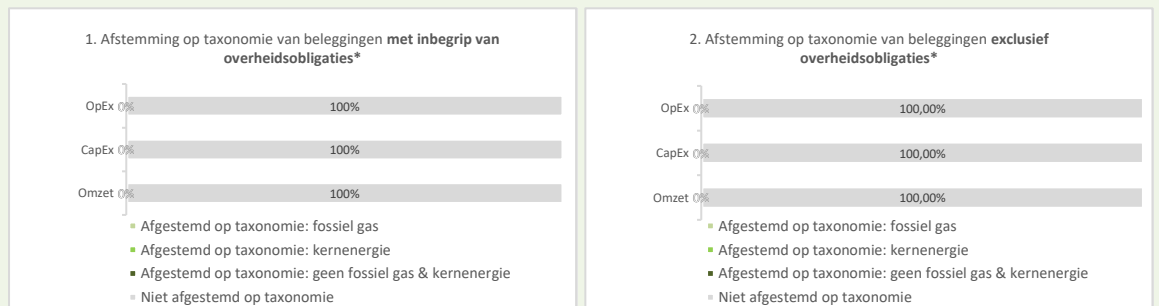 1. Afstemming op taxonomie van beleggingen met inbegrip van
overheidsobligaties*
OpEx 0% 100%
CapEx 0% 100%
Omzet 0% 100%
Afgestemd op taxonomie: fossiel gas
Afgestemd op taxonomie: kernenergie
Afgestemd op taxonomie: geen fossiel gas & kernenergie
Niet afgestemd op taxonomie
2. Afstemming op taxonomie van beleggingen exclusief
overheidsobligaties*
OpEx 0% 100,00%
CapEx 0% 100,00%
Omzet 0% 100,00%
Afgestemd op taxonomie: fossiel gas
Afgestemd op taxonomie: kernenergie
Afgestemd op taxonomie: geen fossiel gas & kernenergie
Niet afgestemd op taxonomie